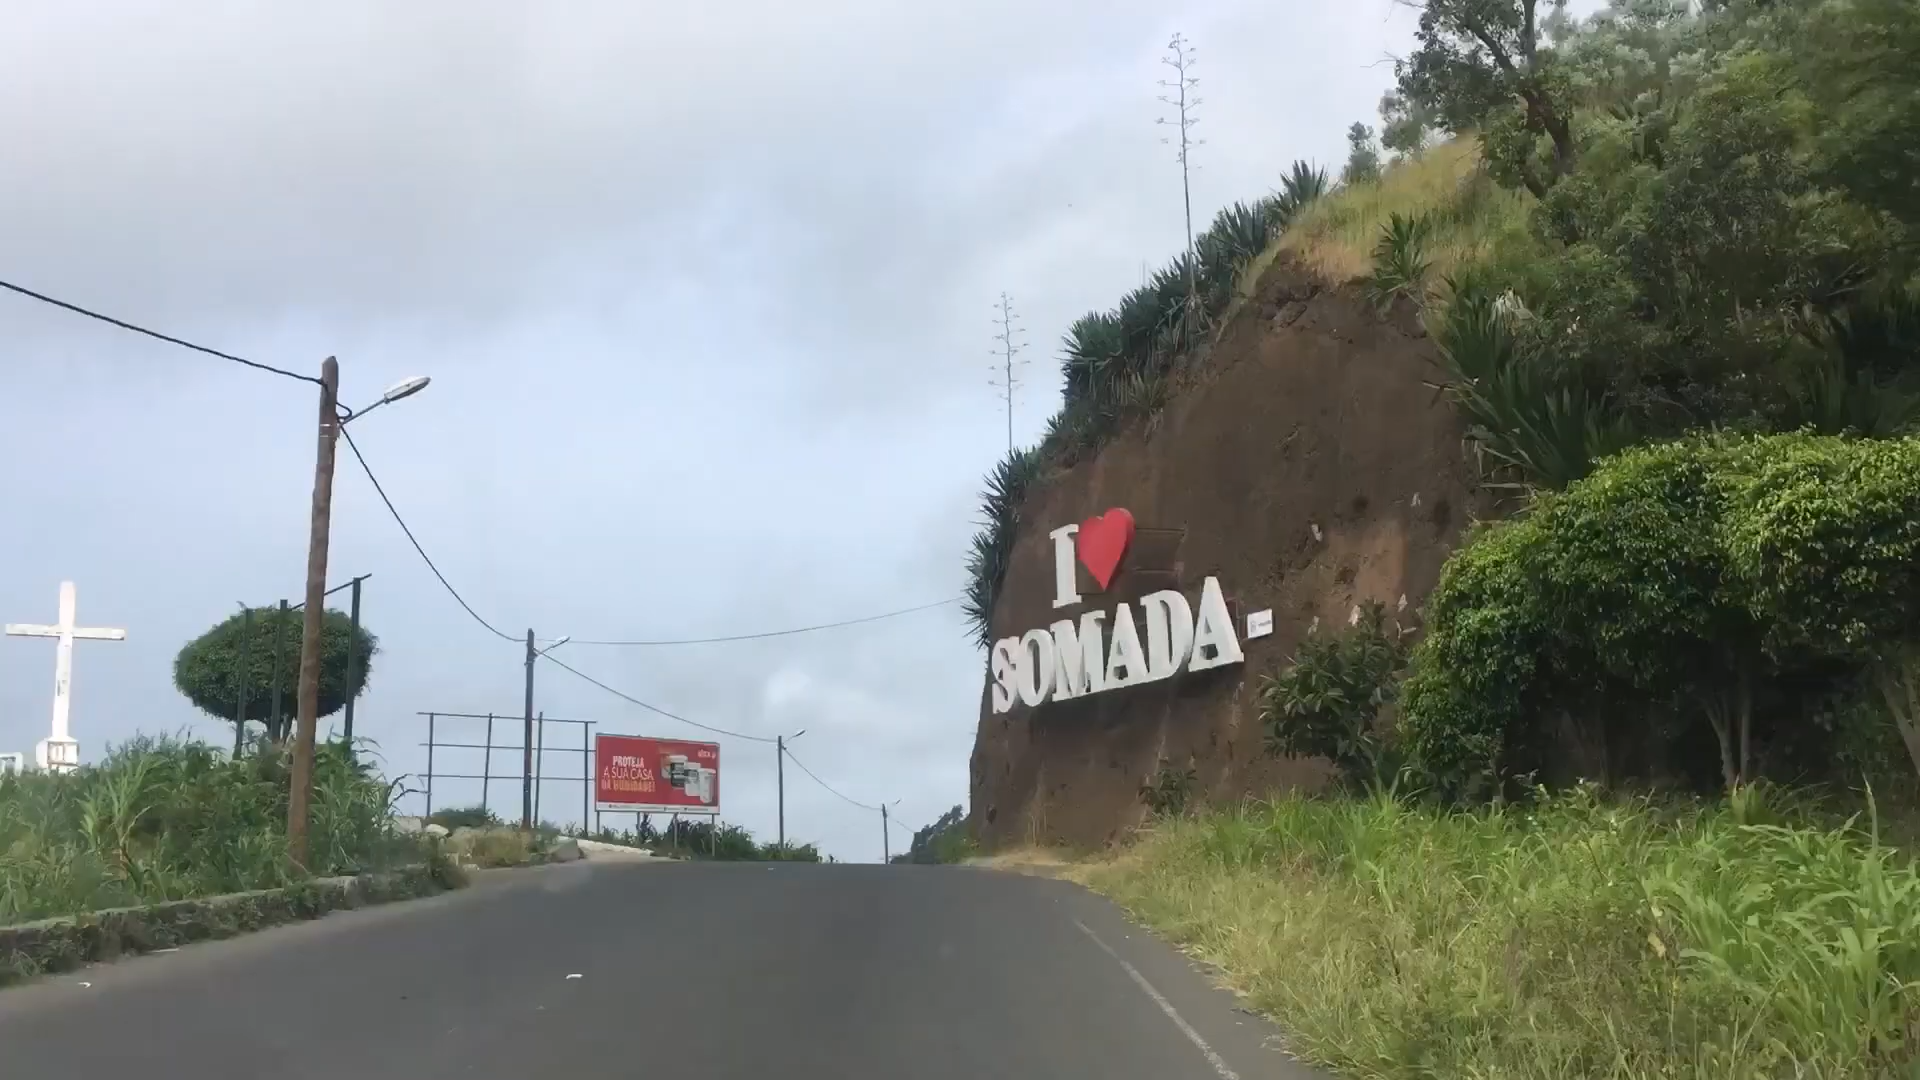 I ❤
SOMADA
PROTEJA
A SUA CASA
DA HUMIDADE!